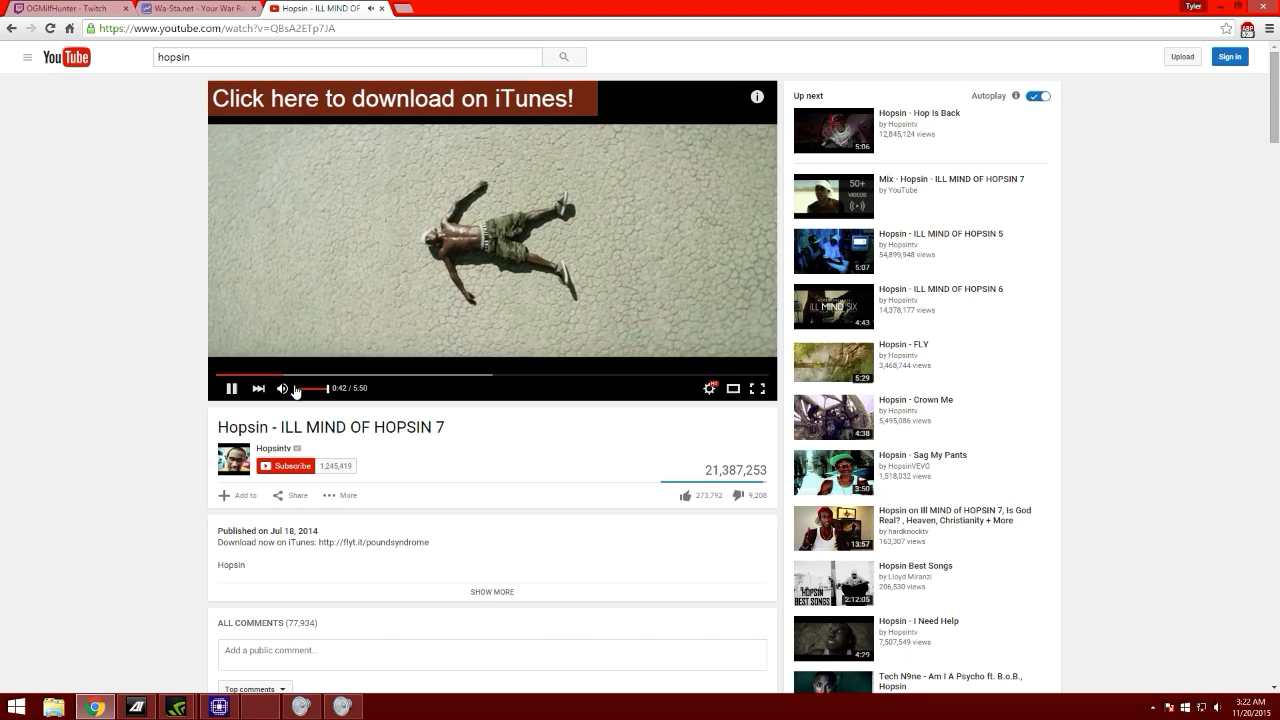 OGMilfHunter - Twitch
Wa-Sta.net - Your War Ro
Hopsin - ILL MIND OF
Tyler
https://www.youtube.com/watch?v=QBsA2ETp7JA
ABP
YouTube
hopsin
Upload
Sign in
Click here to download on iTunes!
0:42 / 5:50
HD
Hopsin - ILL MIND OF HOPSIN 7
Hopsintv
Subscribe
1,245,419
21,387,253
Add to
Share
More
273,792
9,208
Published on Jul 18, 2014
Download now on iTunes: http://flyt.it/poundsyndrome
Hopsin
SHOW MORE
ALL COMMENTS (77,934)
Add a public comment...
Top comments
Up next
Autoplay
Hopsin - Hop Is Back
by Hopsintv
12,845,124 views
5:06
Mix - Hopsin - ILL MIND OF HOPSIN 7
by YouTube
50+
VIDEOS
Hopsin - ILL MIND OF HOPSIN 5
by Hopsintv
54,899,948 views
5:07
Hopsin - ILL MIND OF HOPSIN 6
by Hopsintv
14,378,177 views
ILL MIND SIX
4:43
Hopsin - FLY
by Hopsintv
3,468,744 views
5:29
Hopsin - Crown Me
by Hopsintv
5,495,086 views
4:38
Hopsin - Sag My Pants
by HopsinVEVO
1,518,032 views
3:50
Hopsin on Ill MIND of HOPSIN 7, Is God
Real? , Heaven, Christianity + More
by hardknocktv
163,307 views
13:57
Hopsin Best Songs
by Lloyd Miranzi
206,530 views
HOPSIN
BEST SONGS
2:12:05
Hopsin - I Need Help
by Hopsintv
7,507,549 views
4:29
Tech N9ne - Am I A Psycho ft. B.o.B.,
Hopsin
3:22 AM
11/20/2015